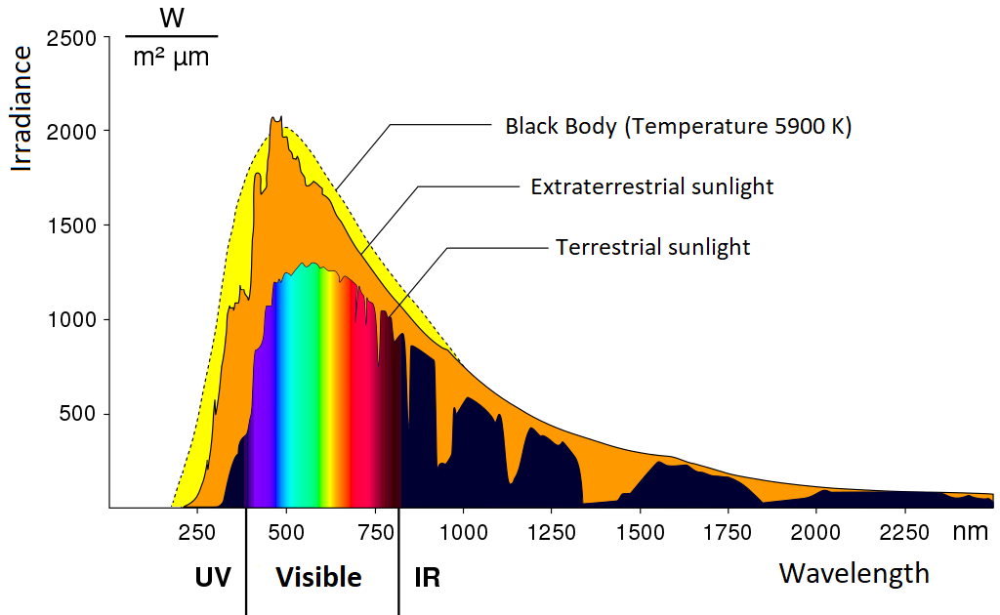 W
m² µm
Irradiance
2500
2000
1500
1000
500
Black Body (Temperature 5900 K)
Extraterrestrial sunlight
Terrestrial sunlight
250 500 750 1000 1250 1500 1750 2000 2250 nm
UV Visible IR
Wavelength